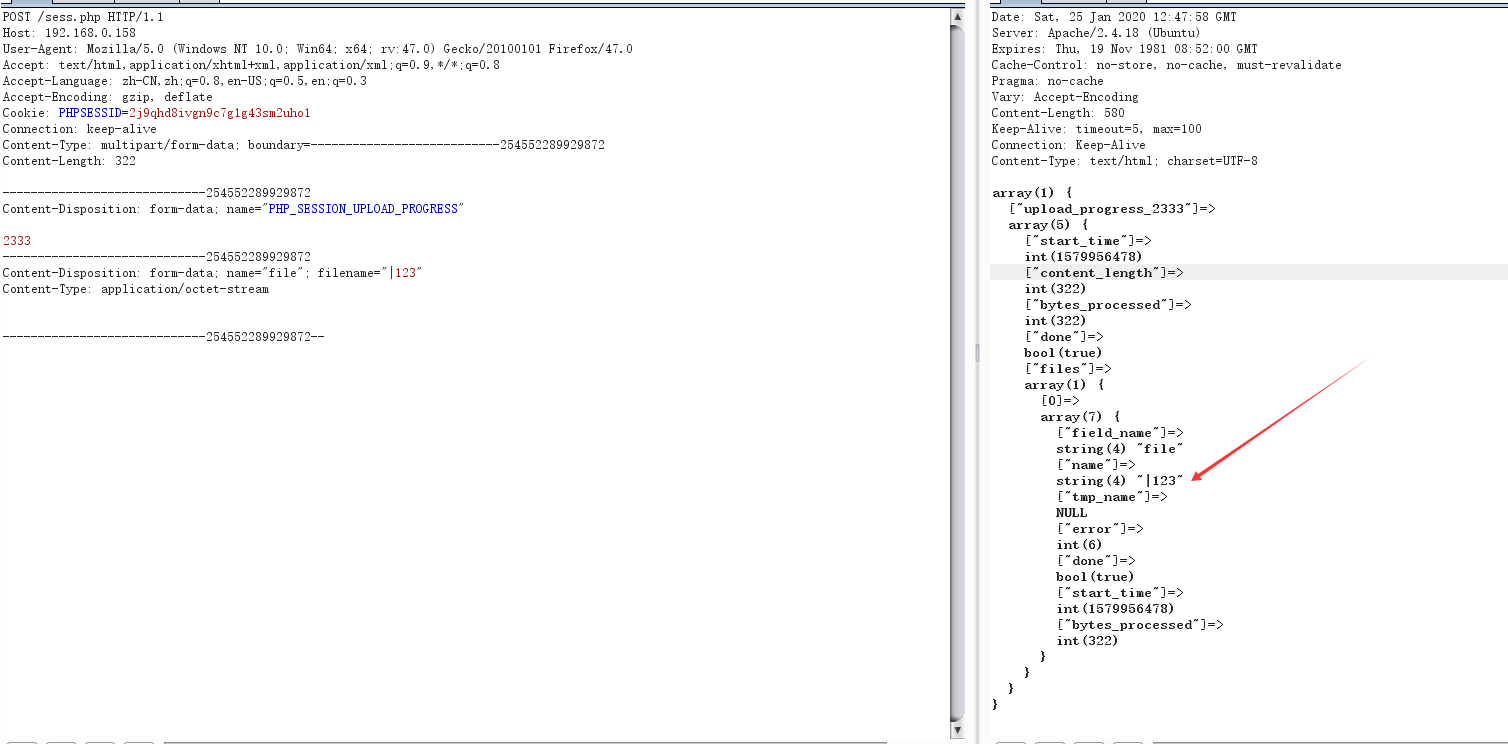 POST /sess.php HTTP/1.1
Host: 192.168.0.158
User-Agent: Mozilla/5.0 (Windows NT 10.0; Win64; x64; rv:47.0) Gecko/20100101 Firefox/47.0
Accept: text/html,application/xhtml+xml,application/xml;q=0.9,*/*;q=0.8
Accept-Language: zh-CN,zh;q=0.8,en-US;q=0.5,en;q=0.3
Accept-Encoding: gzip, deflate
Cookie: PHPSESSID=2j9qhd8ivgn9c7g1g43sm2uho1
Connection: keep-alive
Content-Type: multipart/form-data; boundary=---------------------------254552289929872
Content-Length: 322

-----------------------------254552289929872
Content-Disposition: form-data; name="PHP_SESSION_UPLOAD_PROGRESS"

2333
-----------------------------254552289929872
Content-Disposition: form-data; name="file"; filename="|123"
Content-Type: application/octet-stream


-----------------------------254552289929872--
Date: Sat, 25 Jan 2020 12:47:58 GMT
Server: Apache/2.4.18 (Ubuntu)
Expires: Thu, 19 Nov 1981 08:52:00 GMT
Cache-Control: no-store, no-cache, must-revalidate
Pragma: no-cache
Vary: Accept-Encoding
Content-Length: 580
Keep-Alive: timeout=5, max=100
Connection: Keep-Alive
Content-Type: text/html; charset=UTF-8

array(1) {
  ["upload_progress_2333"]=>
  array(5) {
    ["start_time"]=>
    int(1579956478)
    ["content_length"]=>
    int(322)
    ["bytes_processed"]=>
    int(322)
    ["done"]=>
    bool(true)
    ["files"]=>
    array(1) {
      [0]=>
      array(7) {
        ["field_name"]=>
        string(4) "file"
        ["name"]=>
        string(4) "|123"
        ["tmp_name"]=>
        NULL
        ["error"]=>
        int(6)
        ["done"]=>
        bool(true)
        ["start_time"]=>
        int(1579956478)
        ["bytes_processed"]=>
        int(322)
      }
    }
  }
}